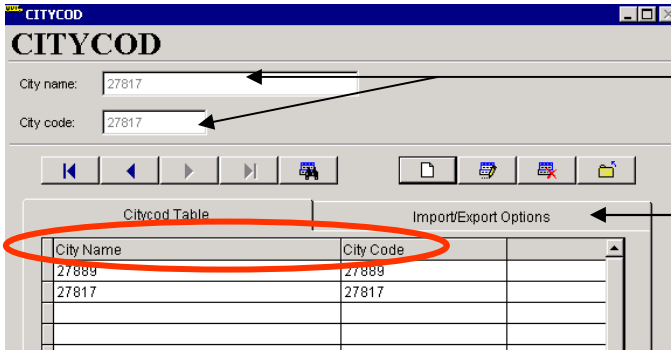 CITYCOD
CITYCOD
City name: 27817
City code: 27817
Citycod Table Import/Export Options
City Name City Code
27889 27889
27817 27817